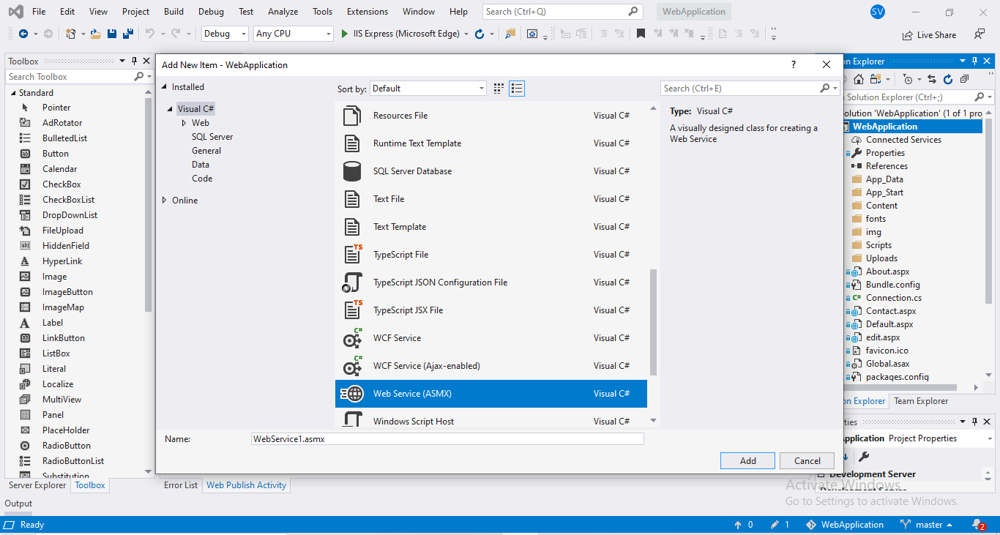 File Edit View Project Build Debug Test Analyze Tools Extensions Window Help Search (Ctrl+Q) WebApplication SV
Debug Any CPU IIS Express (Microsoft Edge) Live Share
Toolbox
Search Toolbox
Standard
Pointer
AdRotator
BulletedList
Button
Calendar
CheckBox
CheckBoxList
DropDownList
FileUpload
HiddenField
HyperLink
Image
ImageButton
ImageMap
Label
LinkButton
ListBox
Literal
Localize
MultiView
Panel
PlaceHolder
RadioButton
RadioButtonList
Substitution
Server Explorer Toolbox
Add New Item - WebApplication ?
Installed
Visual C#
Web
SQL Server
General
Data
Code
Online
Sort by: Default
Search (Ctrl+E)
Resources File Visual C#
Runtime Text Template Visual C#
SQL Server Database Visual C#
Text File Visual C#
Text Template Visual C#
TypeScript File Visual C#
TypeScript JSON Configuration File Visual C#
TypeScript JSX File Visual C#
WCF Service Visual C#
WCF Service (Ajax-enabled) Visual C#
Web Service (ASMX) Visual C#
Windows Script Host Visual C#
Type: Visual C#
A visually designed class for creating a
Web Service
Name: WebService1.asmx
Add Cancel
on Explorer
Solution Explorer (Ctrl+;)
olution 'WebApplication' (1 of 1 pro
WebApplication
Connected Services
Properties
References
App_Data
App_Start
Content
fonts
img
Scripts
Uploads
About.aspx
Bundle.config
Connection.cs
Contact.aspx
Default.aspx
edit.aspx
favicon.ico
Global.asax
packages.config
on Explorer Team Explorer
ties
pplication Project Properties
Development Server
Error List Web Publish Activity
Activate Windows
Go to Settings to activate Windows.
Output
Ready 0 1 WebApplication master 2